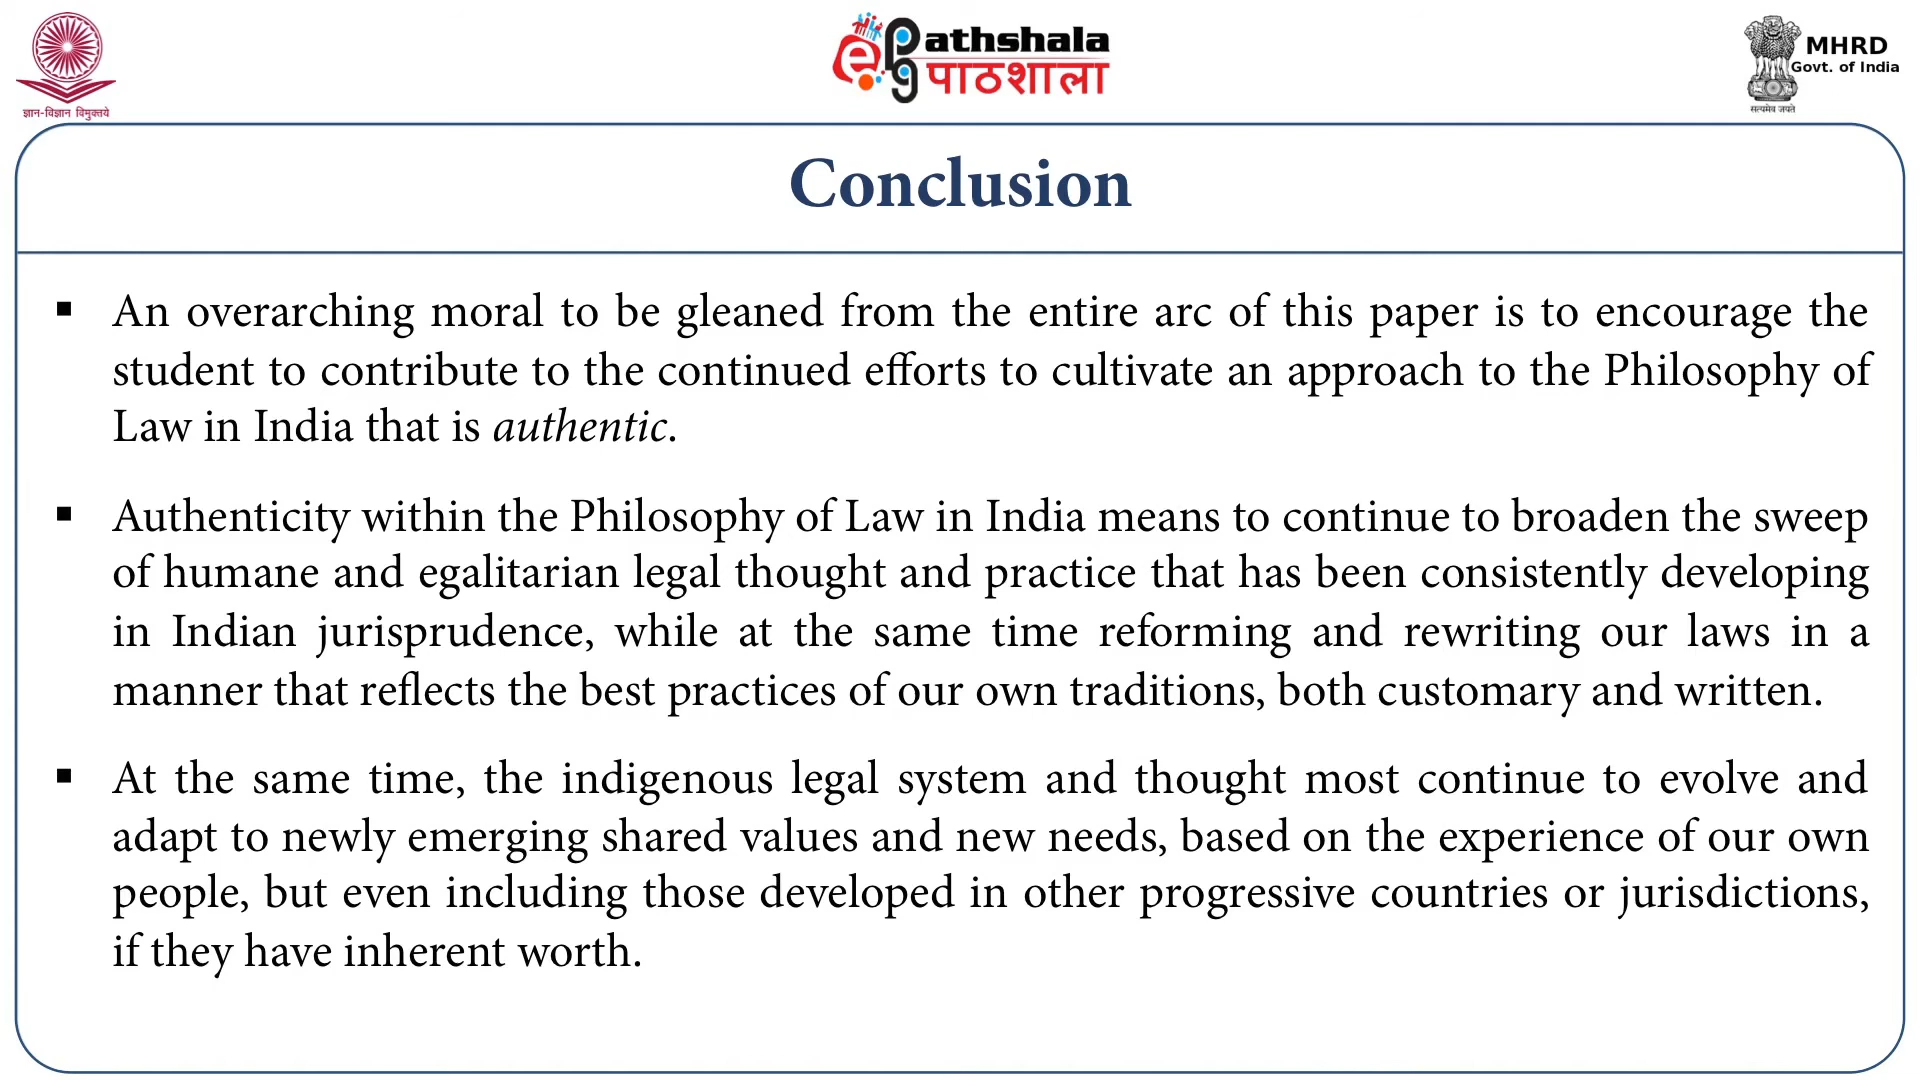 ज्ञान-विज्ञान विमुक्तये
e PG Pathshala
पाठशाला
MHRD
Govt. of India
सत्यमेव जयते
Conclusion
▪ An overarching moral to be gleaned from the entire arc of this paper is to encourage the
student to contribute to the continued efforts to cultivate an approach to the Philosophy of
Law in India that is authentic.
▪ Authenticity within the Philosophy of Law in India means to continue to broaden the sweep
of humane and egalitarian legal thought and practice that has been consistently developing
in Indian jurisprudence, while at the same time reforming and rewriting our laws in a
manner that reflects the best practices of our own traditions, both customary and written.
▪ At the same time, the indigenous legal system and thought most continue to evolve and
adapt to newly emerging shared values and new needs, based on the experience of our own
people, but even including those developed in other progressive countries or jurisdictions,
if they have inherent worth.